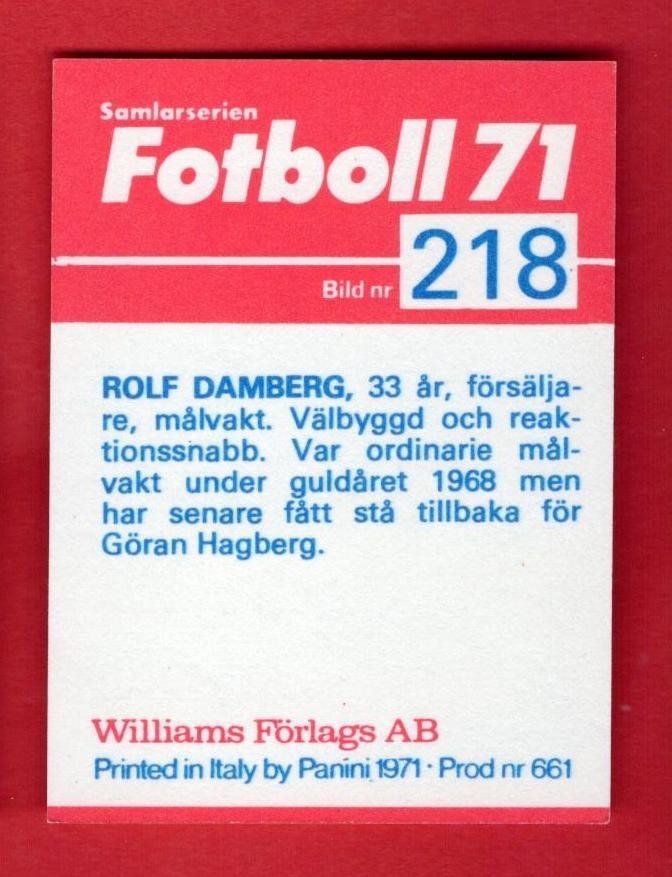 Samlarserien
Fotboll 71
Bild nr 218
ROLF DAMBERG, 33 år, försälja-
re, målvakt. Välbyggd och reak-
tionssnabb. Var ordinarie mål-
vakt under guldåret 1968 men
har senare fått stå tillbaka för
Göran Hagberg.
Williams Förlags AB
Printed in Italy by Panini 1971 · Prod nr 661